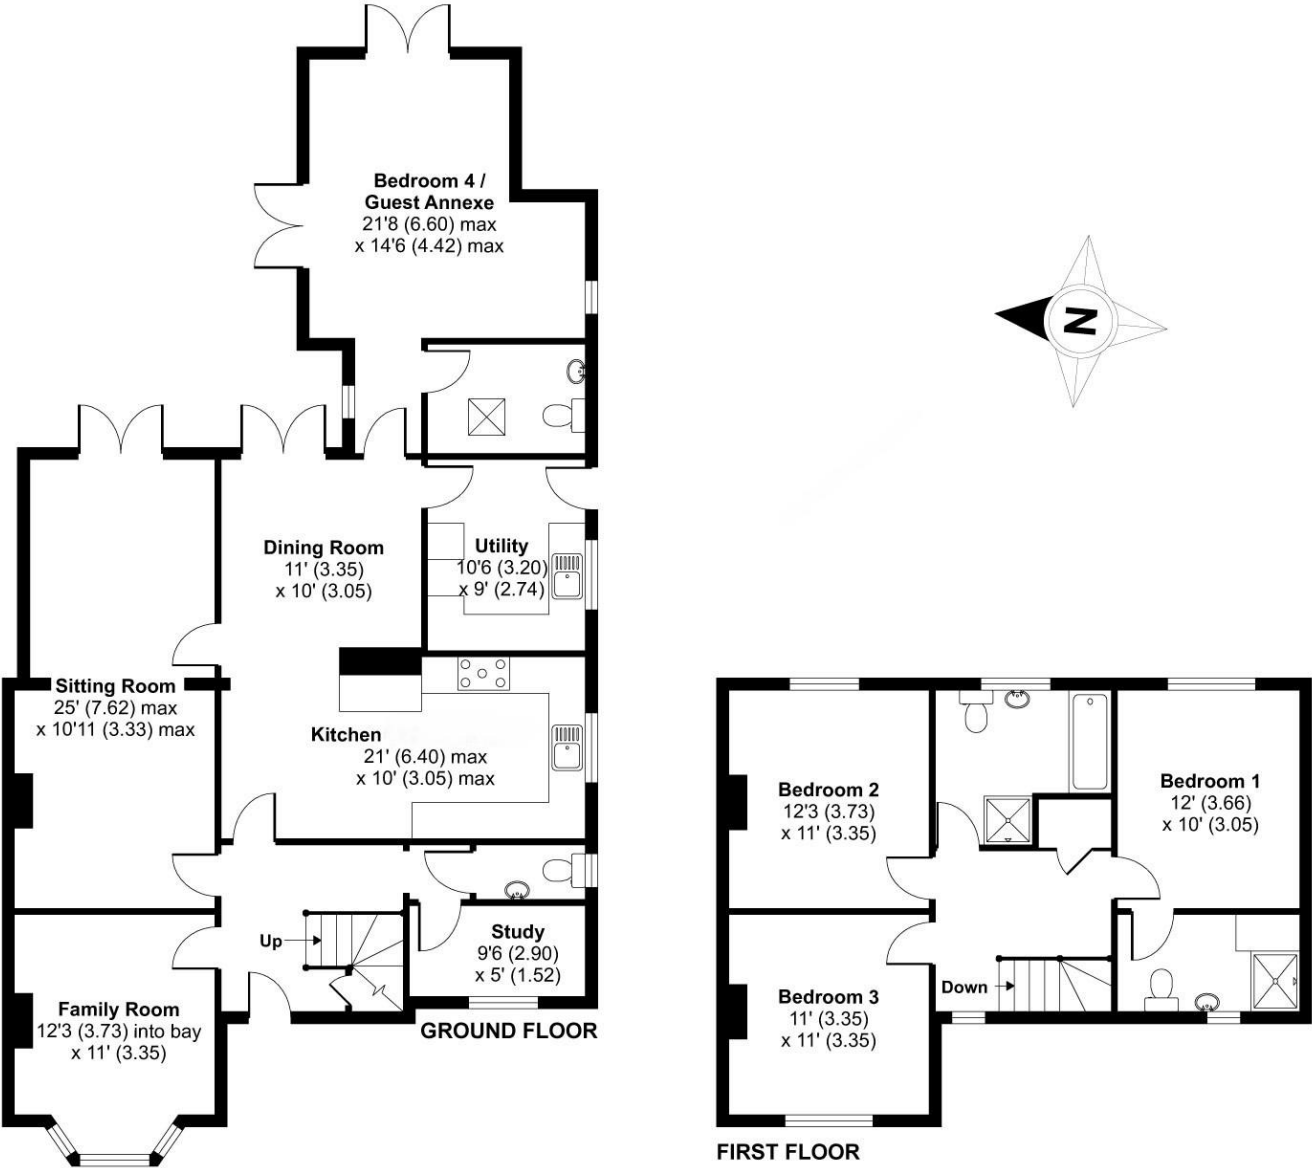 Bedroom 4 /
Guest Annexe
21'8 (6.60) max
x 14'6 (4.42) max
N
Dining Room
11' (3.35)
x 10' (3.05)
Utility
10'6 (3.20)
x 9' (2.74)
Sitting Room
25' (7.62) max
x 10'11 (3.33) max
Kitchen
21' (6.40) max
x 10' (3.05) max
Up
Study
9'6 (2.90)
x 5' (1.52)
Family Room
12'3 (3.73) into bay
x 11' (3.35)
GROUND FLOOR
Bedroom 2
12'3 (3.73)
x 11' (3.35)
Bedroom 1
12' (3.66)
x 10' (3.05)
Down
Bedroom 3
11' (3.35)
x 11' (3.35)
FIRST FLOOR